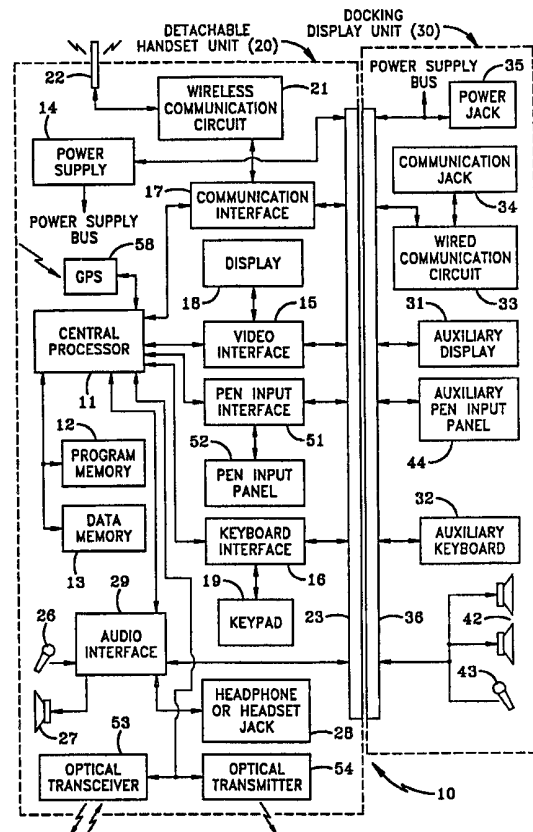 DETACHABLE
HANDSET UNIT (20)
DOCKING
DISPLAY UNIT (30)
22
WIRELESS
COMMUNICATION
CIRCUIT
21
POWER SUPPLY
BUS
35
POWER
JACK
14
POWER
SUPPLY
POWER SUPPLY
BUS
17
COMMUNICATION
INTERFACE
COMMUNICATION
JACK
34
WIRED
COMMUNICATION
CIRCUIT
33
58
GPS
DISPLAY
18
15
VIDEO
INTERFACE
31
AUXILIARY
DISPLAY
CENTRAL
PROCESSOR
11
PEN INPUT
INTERFACE
51
AUXILIARY
PEN INPUT
PANEL
44
12
PROGRAM
MEMORY
52
PEN INPUT
PANEL
DATA
MEMORY
13
KEYBOARD
INTERFACE
16
32
AUXILIARY
KEYBOARD
19
KEYPAD
23
36
42
43
29
AUDIO
INTERFACE
26
27
HEADPHONE
OR HEADSET
JACK
28
53
OPTICAL
TRANSCEIVER
OPTICAL
TRANSMITTER
54
10